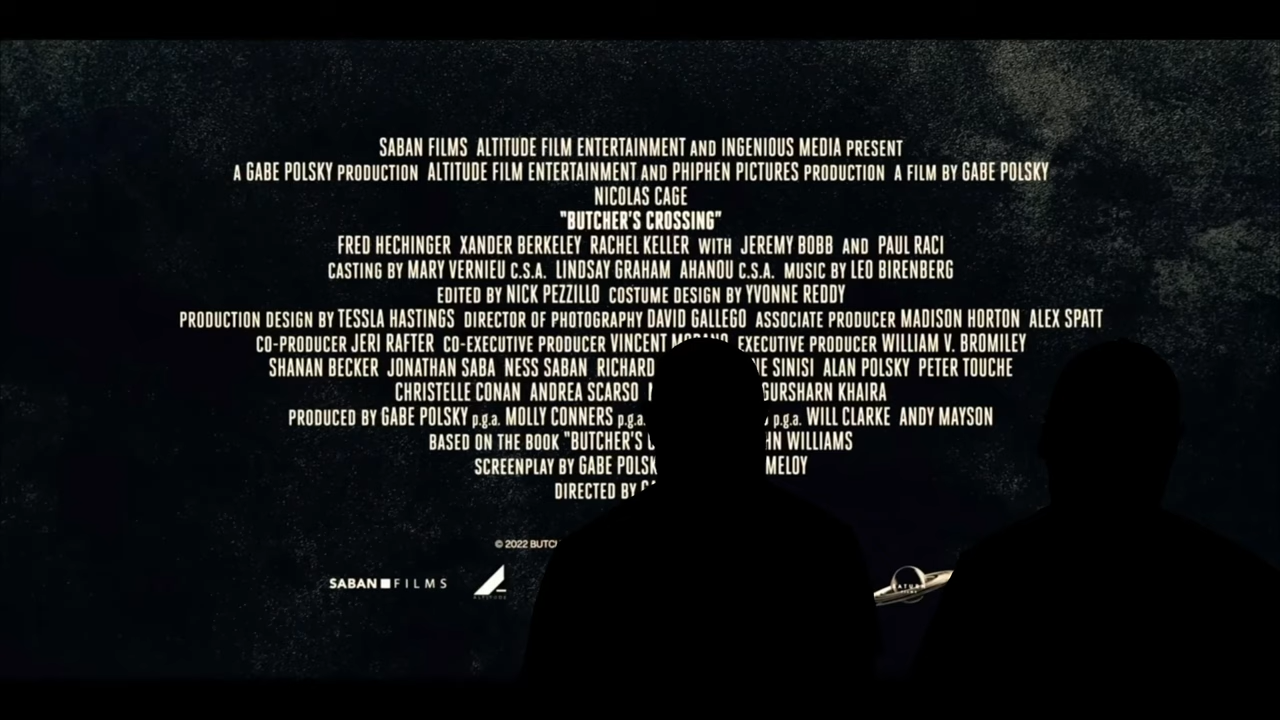 SABAN FILMS ALTITUDE FILM ENTERTAINMENT AND INGENIOUS MEDIA PRESENT
A GABE POLSKY PRODUCTION ALTITUDE FILM ENTERTAINMENT AND PHIPHEN PICTURES PRODUCTION A FILM BY GABE POLSKY
NICOLAS CAGE
"BUTCHER'S CROSSING"
FRED HECHINGER XANDER BERKELEY RACHEL KELLER WITH JEREMY BOBB AND PAUL RACI
CASTING BY MARY VERNIEU C.S.A. LINDSAY GRAHAM AHANOU C.S.A. MUSIC BY LEO BIRENBERG
EDITED BY NICK PEZZILLO COSTUME DESIGN BY YVONNE REDDY
PRODUCTION DESIGN BY TESSLA HASTINGS DIRECTOR OF PHOTOGRAPHY DAVID GALLEGO ASSOCIATE PRODUCER MADISON HORTON ALEX SPATT
CO-PRODUCER JERI RAFTER CO-EXECUTIVE PRODUCER VINCENT MORANO EXECUTIVE PRODUCER WILLIAM V. BROMILEY
SHANAN BECKER JONATHAN SABA NESS SABAN RICHARD SINISI ALAN POLSKY PETER TOUCHE
CHRISTELLE CONAN ANDREA SCARSO GURSHARN KHAIRA
PRODUCED BY GABE POLSKY p.g.a. MOLLY CONNERS p.g.a. p.g.a. WILL CLARKE ANDY MAYSON
BASED ON THE BOOK "BUTCHER'S WILLIAMS
SCREENPLAY BY GABE MELOY
DIRECTED BY
© 2022
SABAN FILMS
ALTITUDE